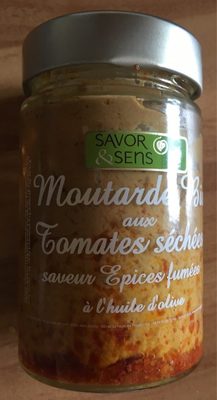 SAVOR
& SENS
Moutarde
aux
Tomates séchées
saveur Epices fumées
à l'huile d'olive